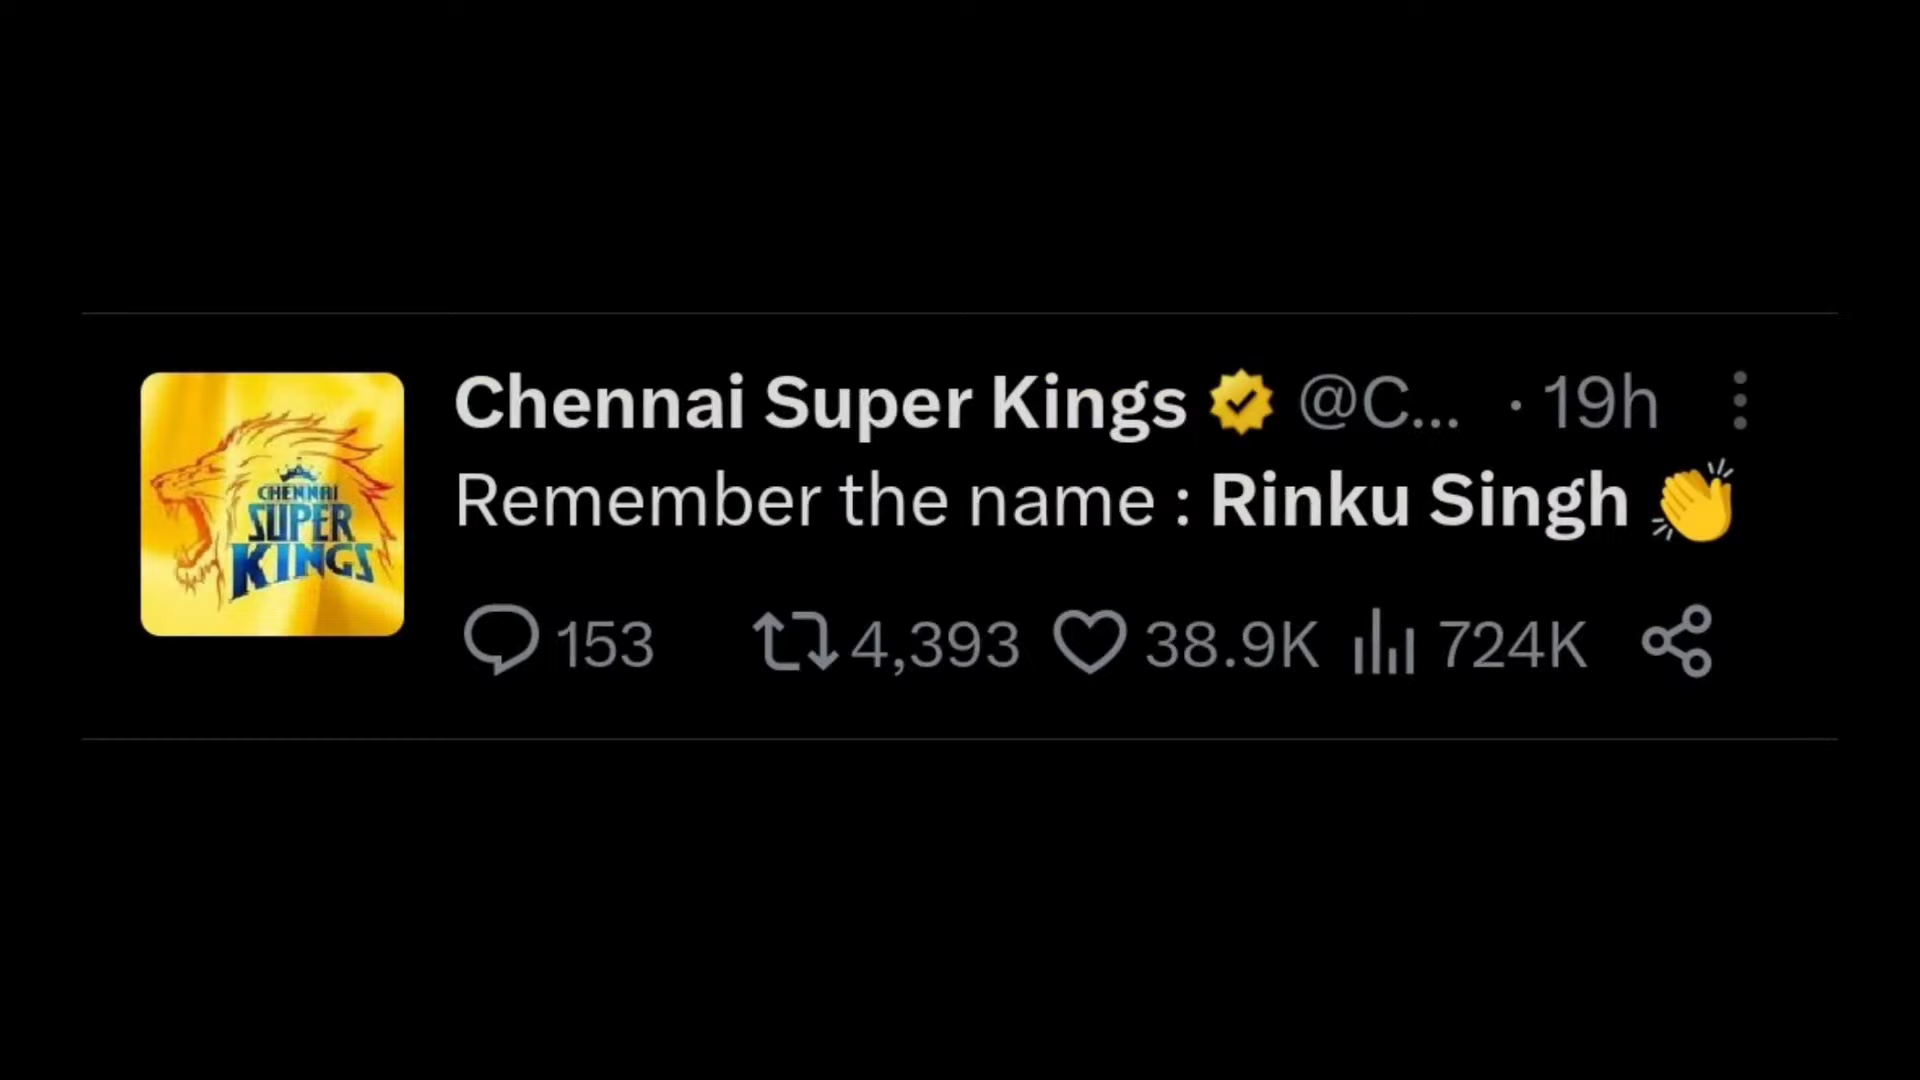 CHENNAI
SUPER
KINGS
Chennai Super Kings @C... · 19h
Remember the name : Rinku Singh 👏
153 4,393 38.9K 724K